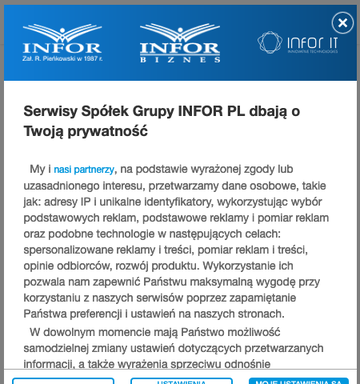 INFOR
Zał. R. Pieńkowski w 1987 r.
INFOR
BIZNES
INFOR IT
INNOVATIVE TECHNOLOGIES
Serwisy Spółek Grupy INFOR PL dbają o
Twoją prywatność
My i nasi partnerzy, na podstawie wyrażonej zgody lub
uzasadnionego interesu, przetwarzamy dane osobowe, takie
jak: adresy IP i unikalne identyfikatory, wykorzystując wybór
podstawowych reklam, podstawowe reklamy i pomiar reklam
oraz podobne technologie w następujących celach:
spersonalizowane reklamy i treści, pomiar reklam i treści,
opinie odbiorców, rozwój produktu. Wykorzystanie ich
pozwala nam zapewnić Państwu maksymalną wygodę przy
korzystaniu z naszych serwisów poprzez zapamiętanie
Państwa preferencji i ustawień na naszych stronach.
W dowolnym momencie mają Państwo możliwość
samodzielnej zmiany ustawień dotyczących przetwarzanych
informacji, a także wyrażenia sprzeciwu odnośnie
USTAWIENIA
MOJE USTAWIENIA SĄ